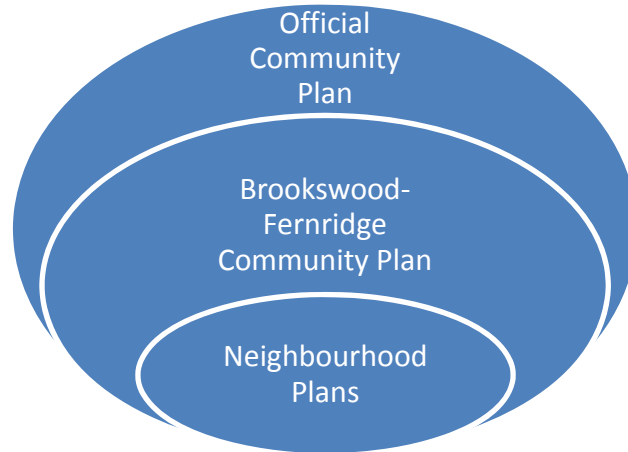 Official
Community
Plan
Brookswood-
Fernridge
Community Plan
Neighbourhood
Plans